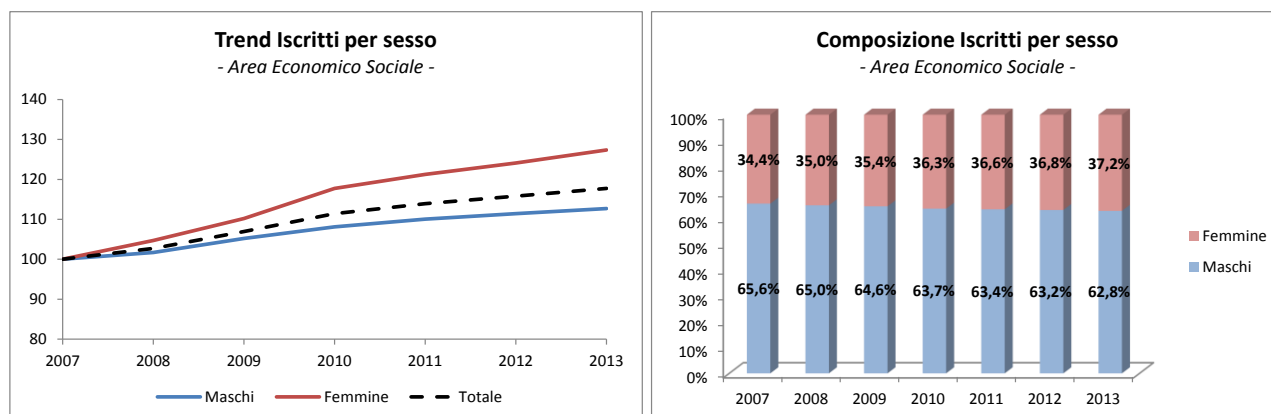 Trend Iscritti per sesso
- Area Economico Sociale -
140
130
120
110
100
90
80
2007 2008 2009 2010 2011 2012 2013
Maschi Femmine Totale
Composizione Iscritti per sesso
- Area Economico Sociale -
100%
90%
80%
70%
60%
50%
40%
30%
20%
10%
0%
34,4% 35,0% 35,4% 36,3% 36,6% 36,8% 37,2%
65,6% 65,0% 64,6% 63,7% 63,4% 63,2% 62,8%
2007 2008 2009 2010 2011 2012 2013
Femmine
Maschi